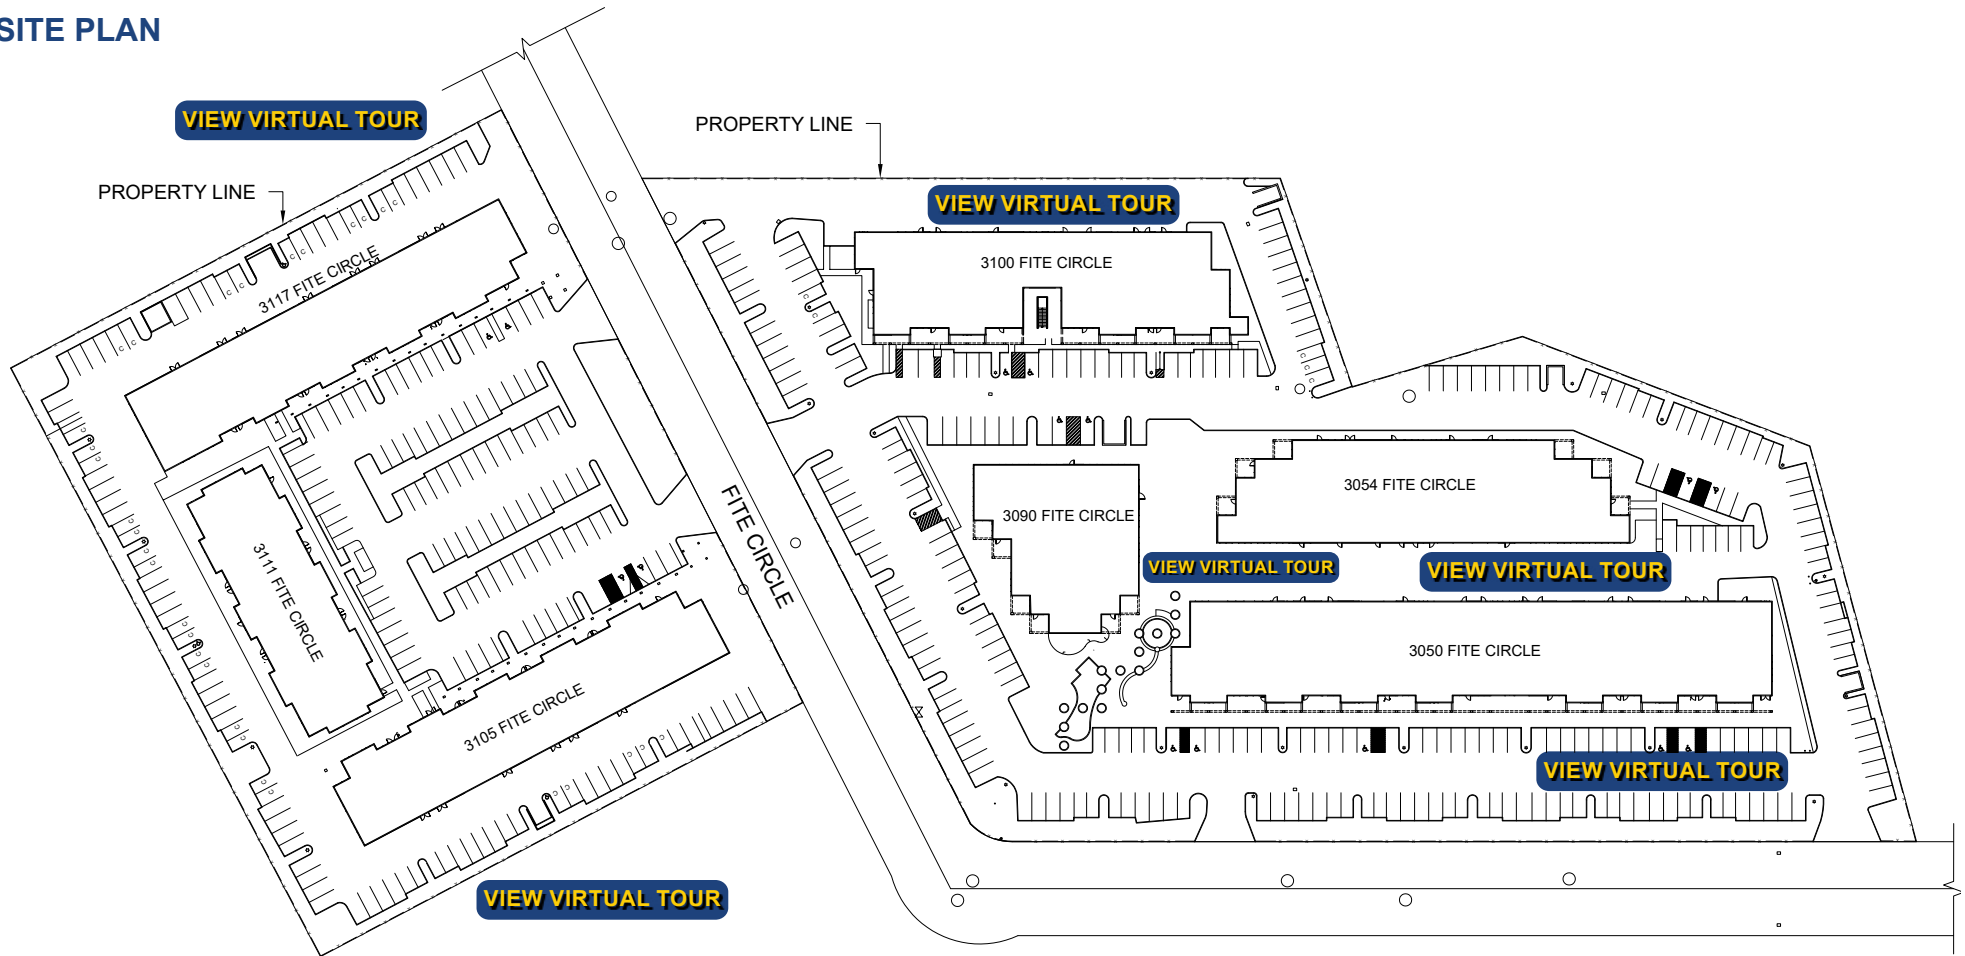 SITE PLAN
VIEW VIRTUAL TOUR
PROPERTY LINE
PROPERTY LINE
VIEW VIRTUAL TOUR
3117 FITE CIRCLE
3100 FITE CIRCLE
3111 FITE CIRCLE
FITE CIRCLE
3090 FITE CIRCLE
3054 FITE CIRCLE
VIEW VIRTUAL TOUR
VIEW VIRTUAL TOUR
3105 FITE CIRCLE
3050 FITE CIRCLE
VIEW VIRTUAL TOUR
VIEW VIRTUAL TOUR